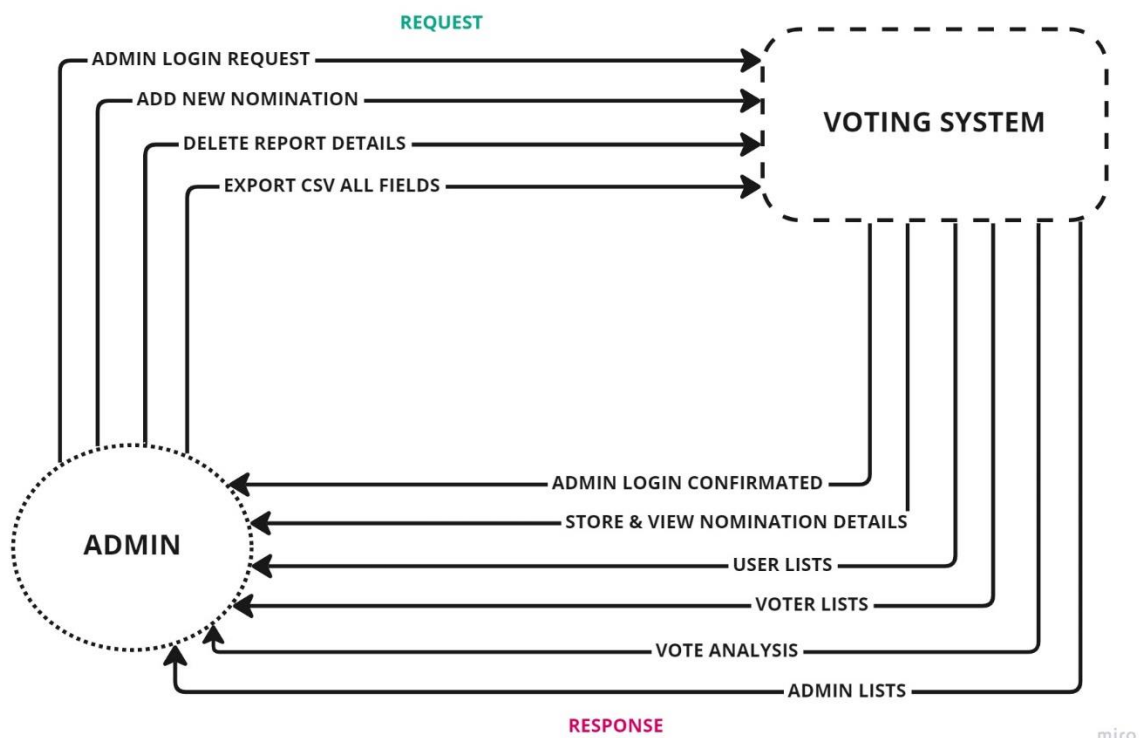 REQUEST
ADMIN LOGIN REQUEST
ADD NEW NOMINATION
DELETE REPORT DETAILS
EXPORT CSV ALL FIELDS
VOTING SYSTEM
ADMIN LOGIN CONFIRMATED
STORE & VIEW NOMINATION DETAILS
ADMIN
USER LISTS
VOTER LISTS
VOTE ANALYSIS
ADMIN LISTS
RESPONSE
miro